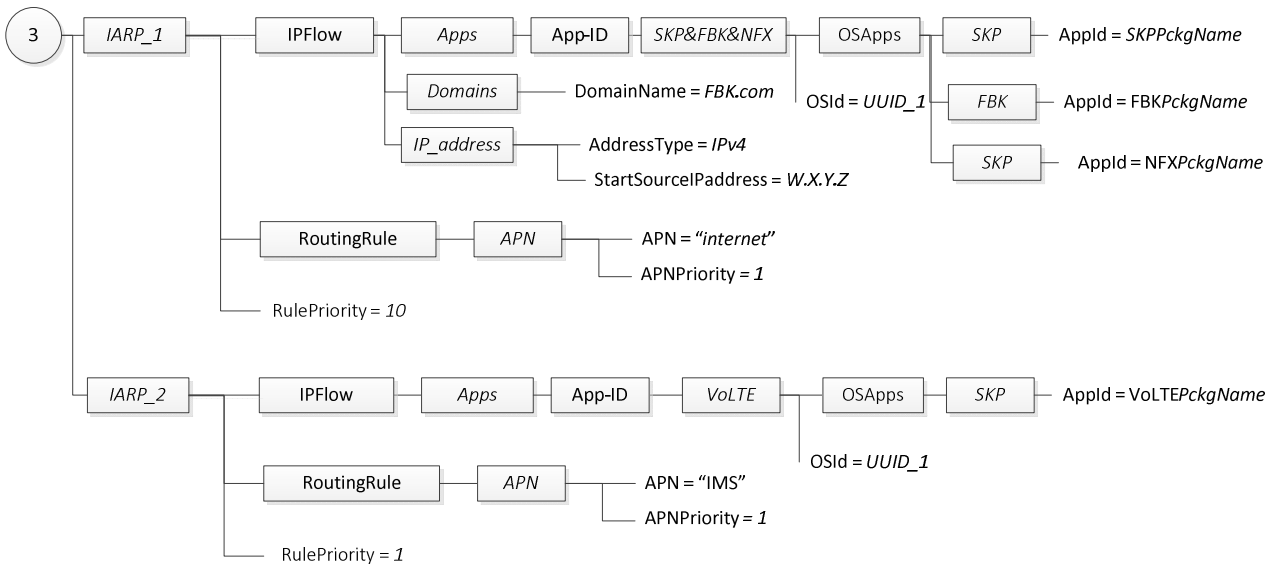 3
IARP_1
IPFlow
Apps
App-ID
SKP&FBK&NFX
OSApps
SKP
AppId = SKPPckgName
Domains
DomainName = FBK.com
OSId = UUID_1
FBK
AppId = FBKPckgName
IP_address
AddressType = IPv4
SKP
AppId = NFXPckgName
StartSourceIPaddress = W.X.Y.Z
RoutingRule
APN
APN = “internet”
APNPriority = 1
RulePriority = 10
IARP_2
IPFlow
Apps
App-ID
VoLTE
OSApps
SKP
AppId = VoLTEPckgName
OSId = UUID_1
RoutingRule
APN
APN = “IMS”
APNPriority = 1
RulePriority = 1